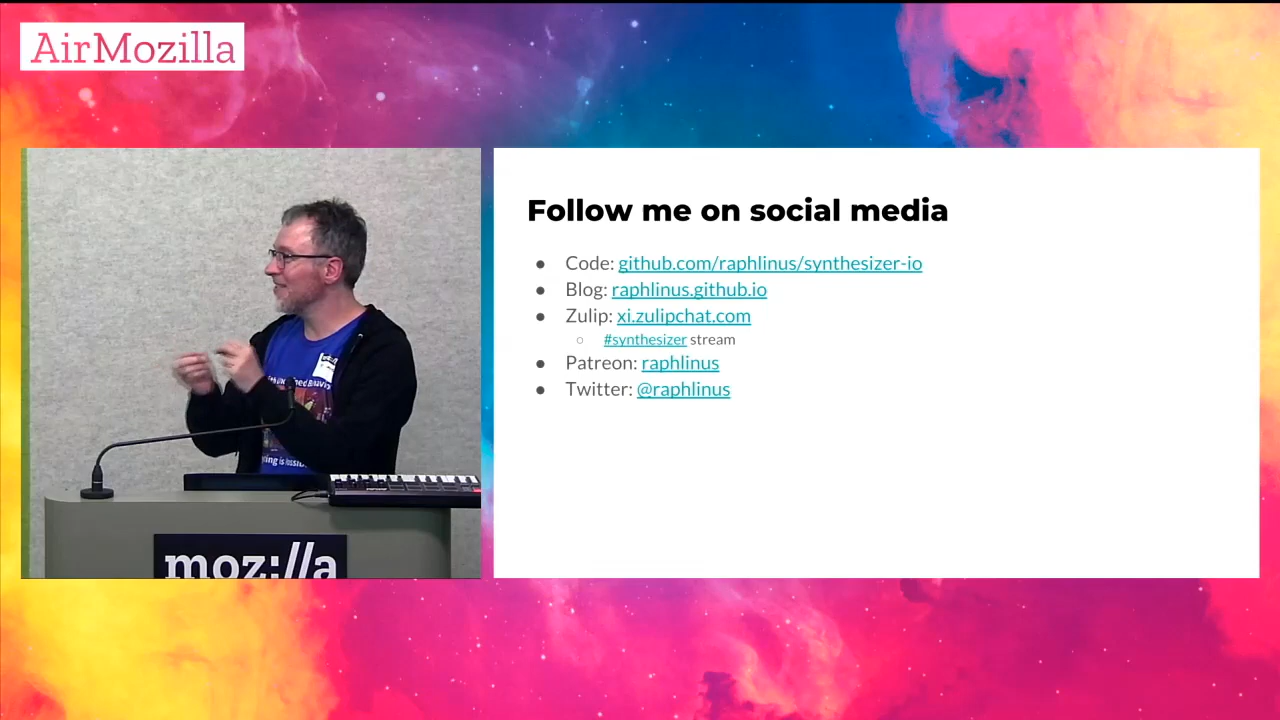 AirMozilla
Follow me on social media
● Code: github.com/raphlinus/synthesizer-io
● Blog: raphlinus.github.io
● Zulip: xi.zulipchat.com
○ #synthesizer stream
● Patreon: raphlinus
● Twitter: @raphlinus
moz://a